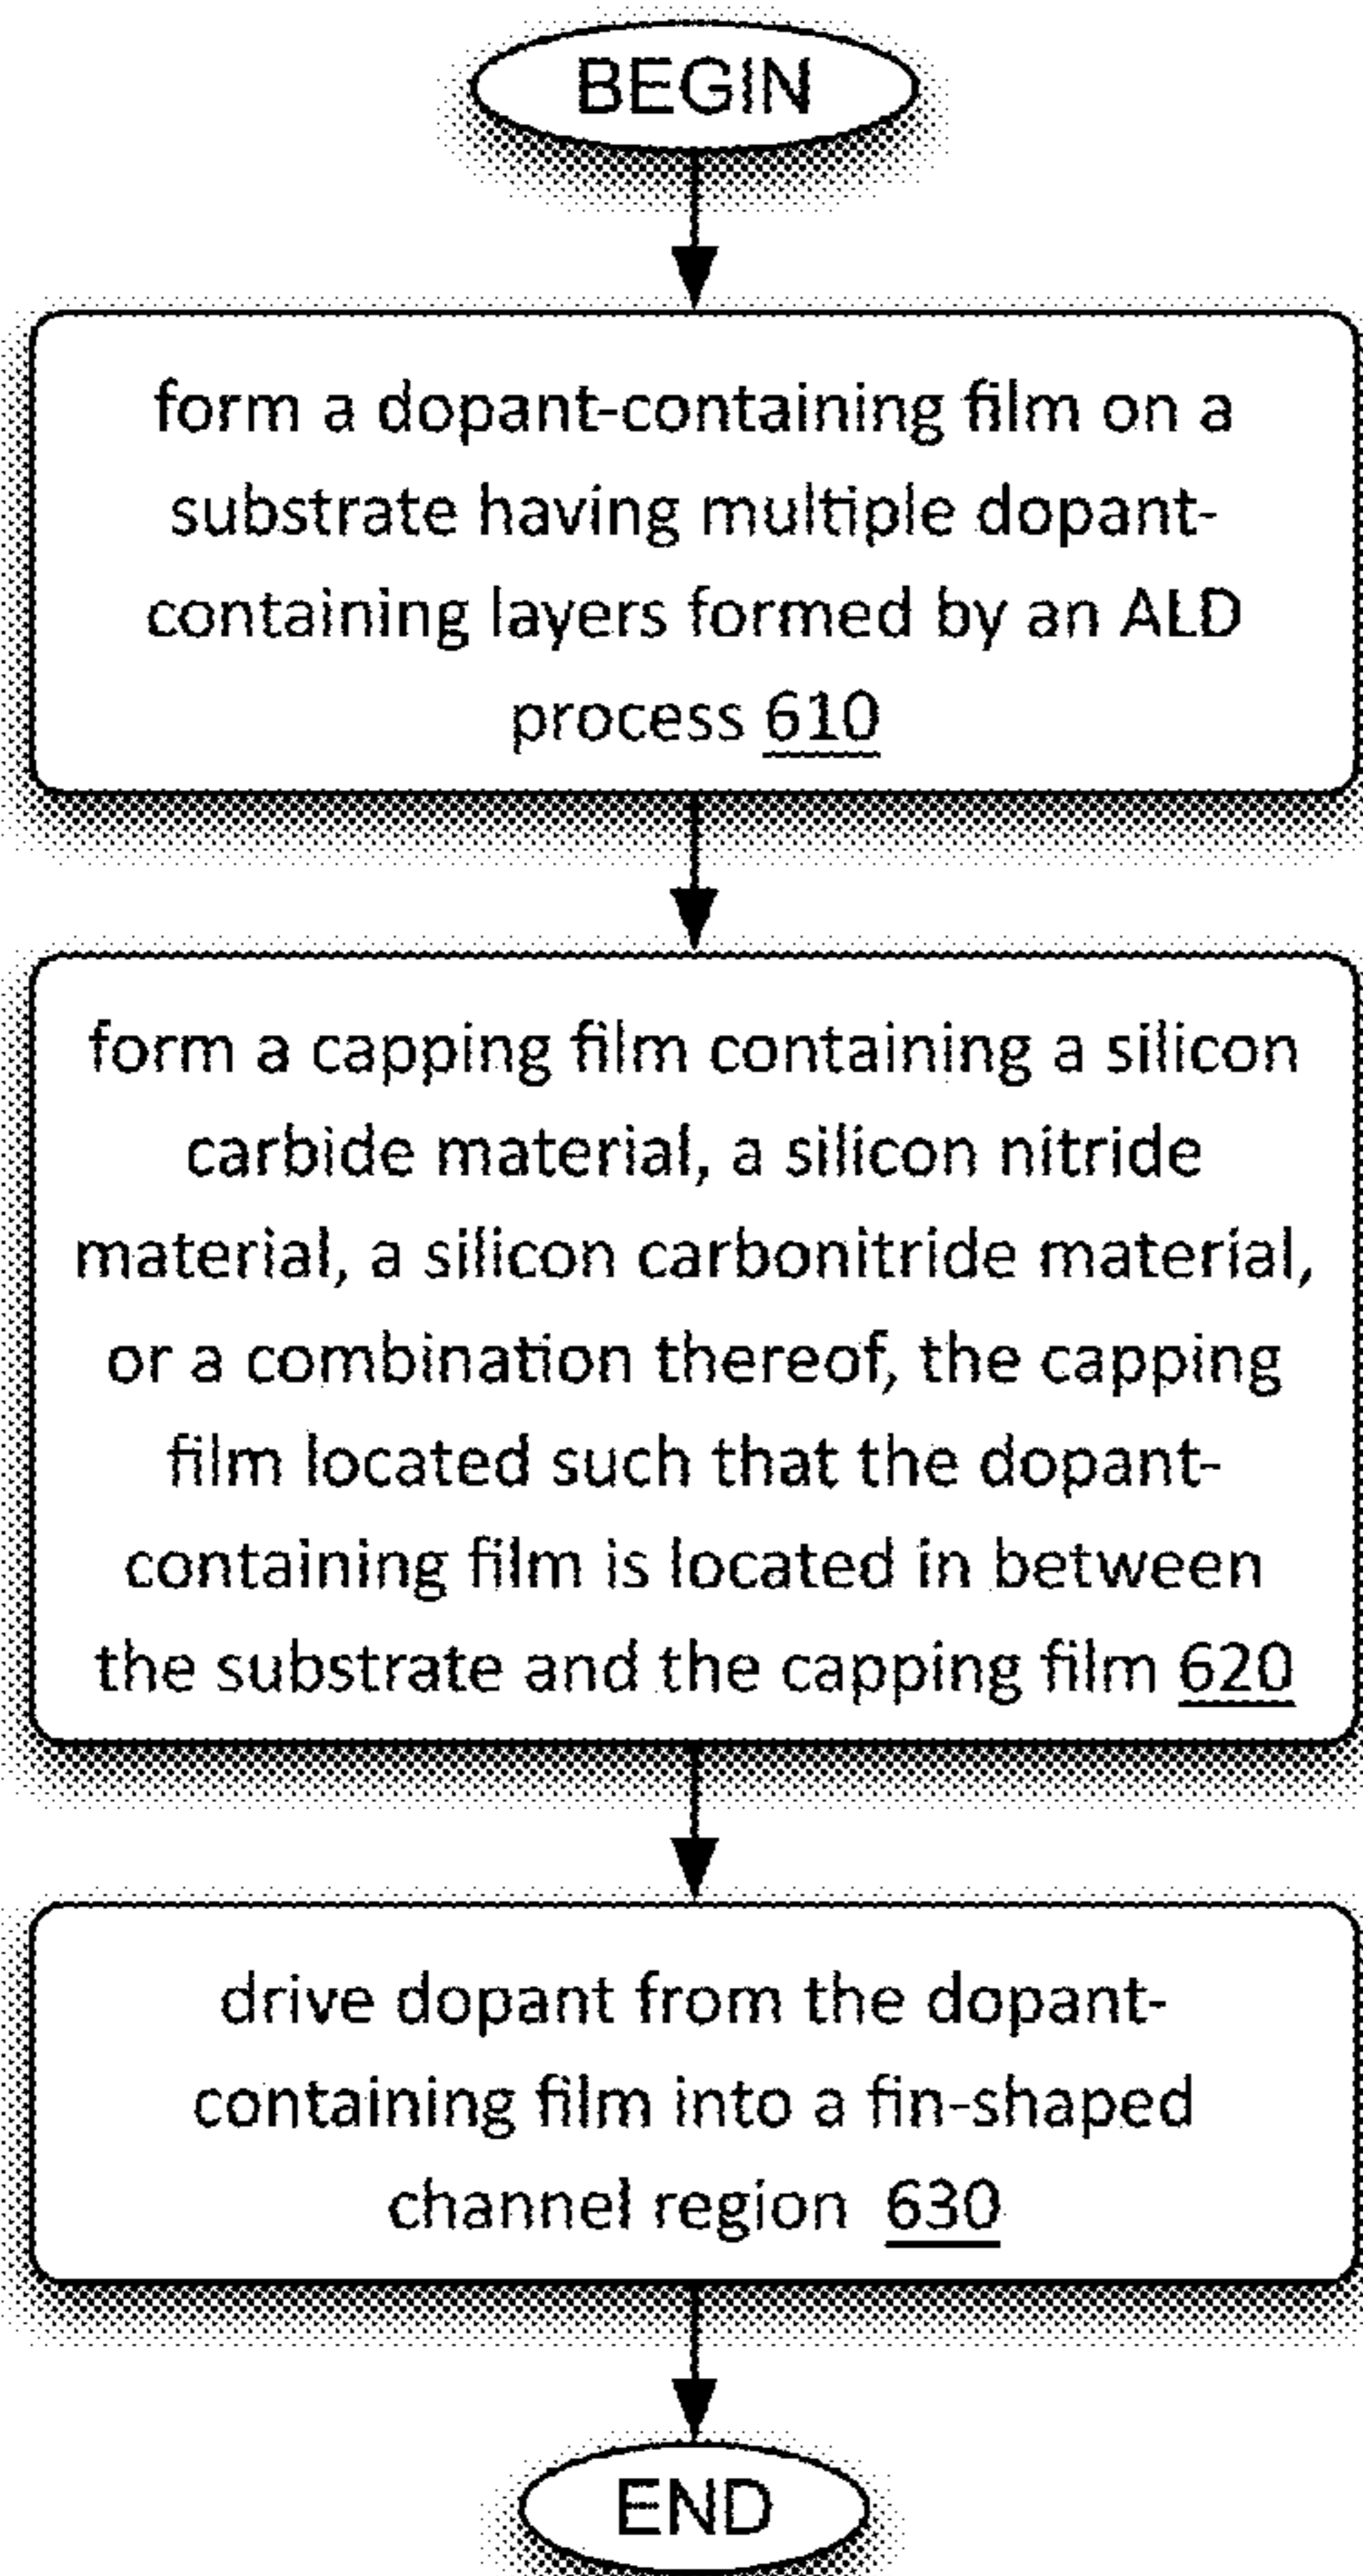 BEGIN
form a dopant-containing film on a
substrate having multiple dopant-
containing layers formed by an ALD
process 610
form a capping film containing a silicon
carbide material, a silicon nitride
material, a silicon carbonitride material,
or a combination thereof, the capping
film located such that the dopant-
containing film is located in between
the substrate and the capping film 620
drive dopant from the dopant-
containing film into a fin-shaped
channel region 630
END